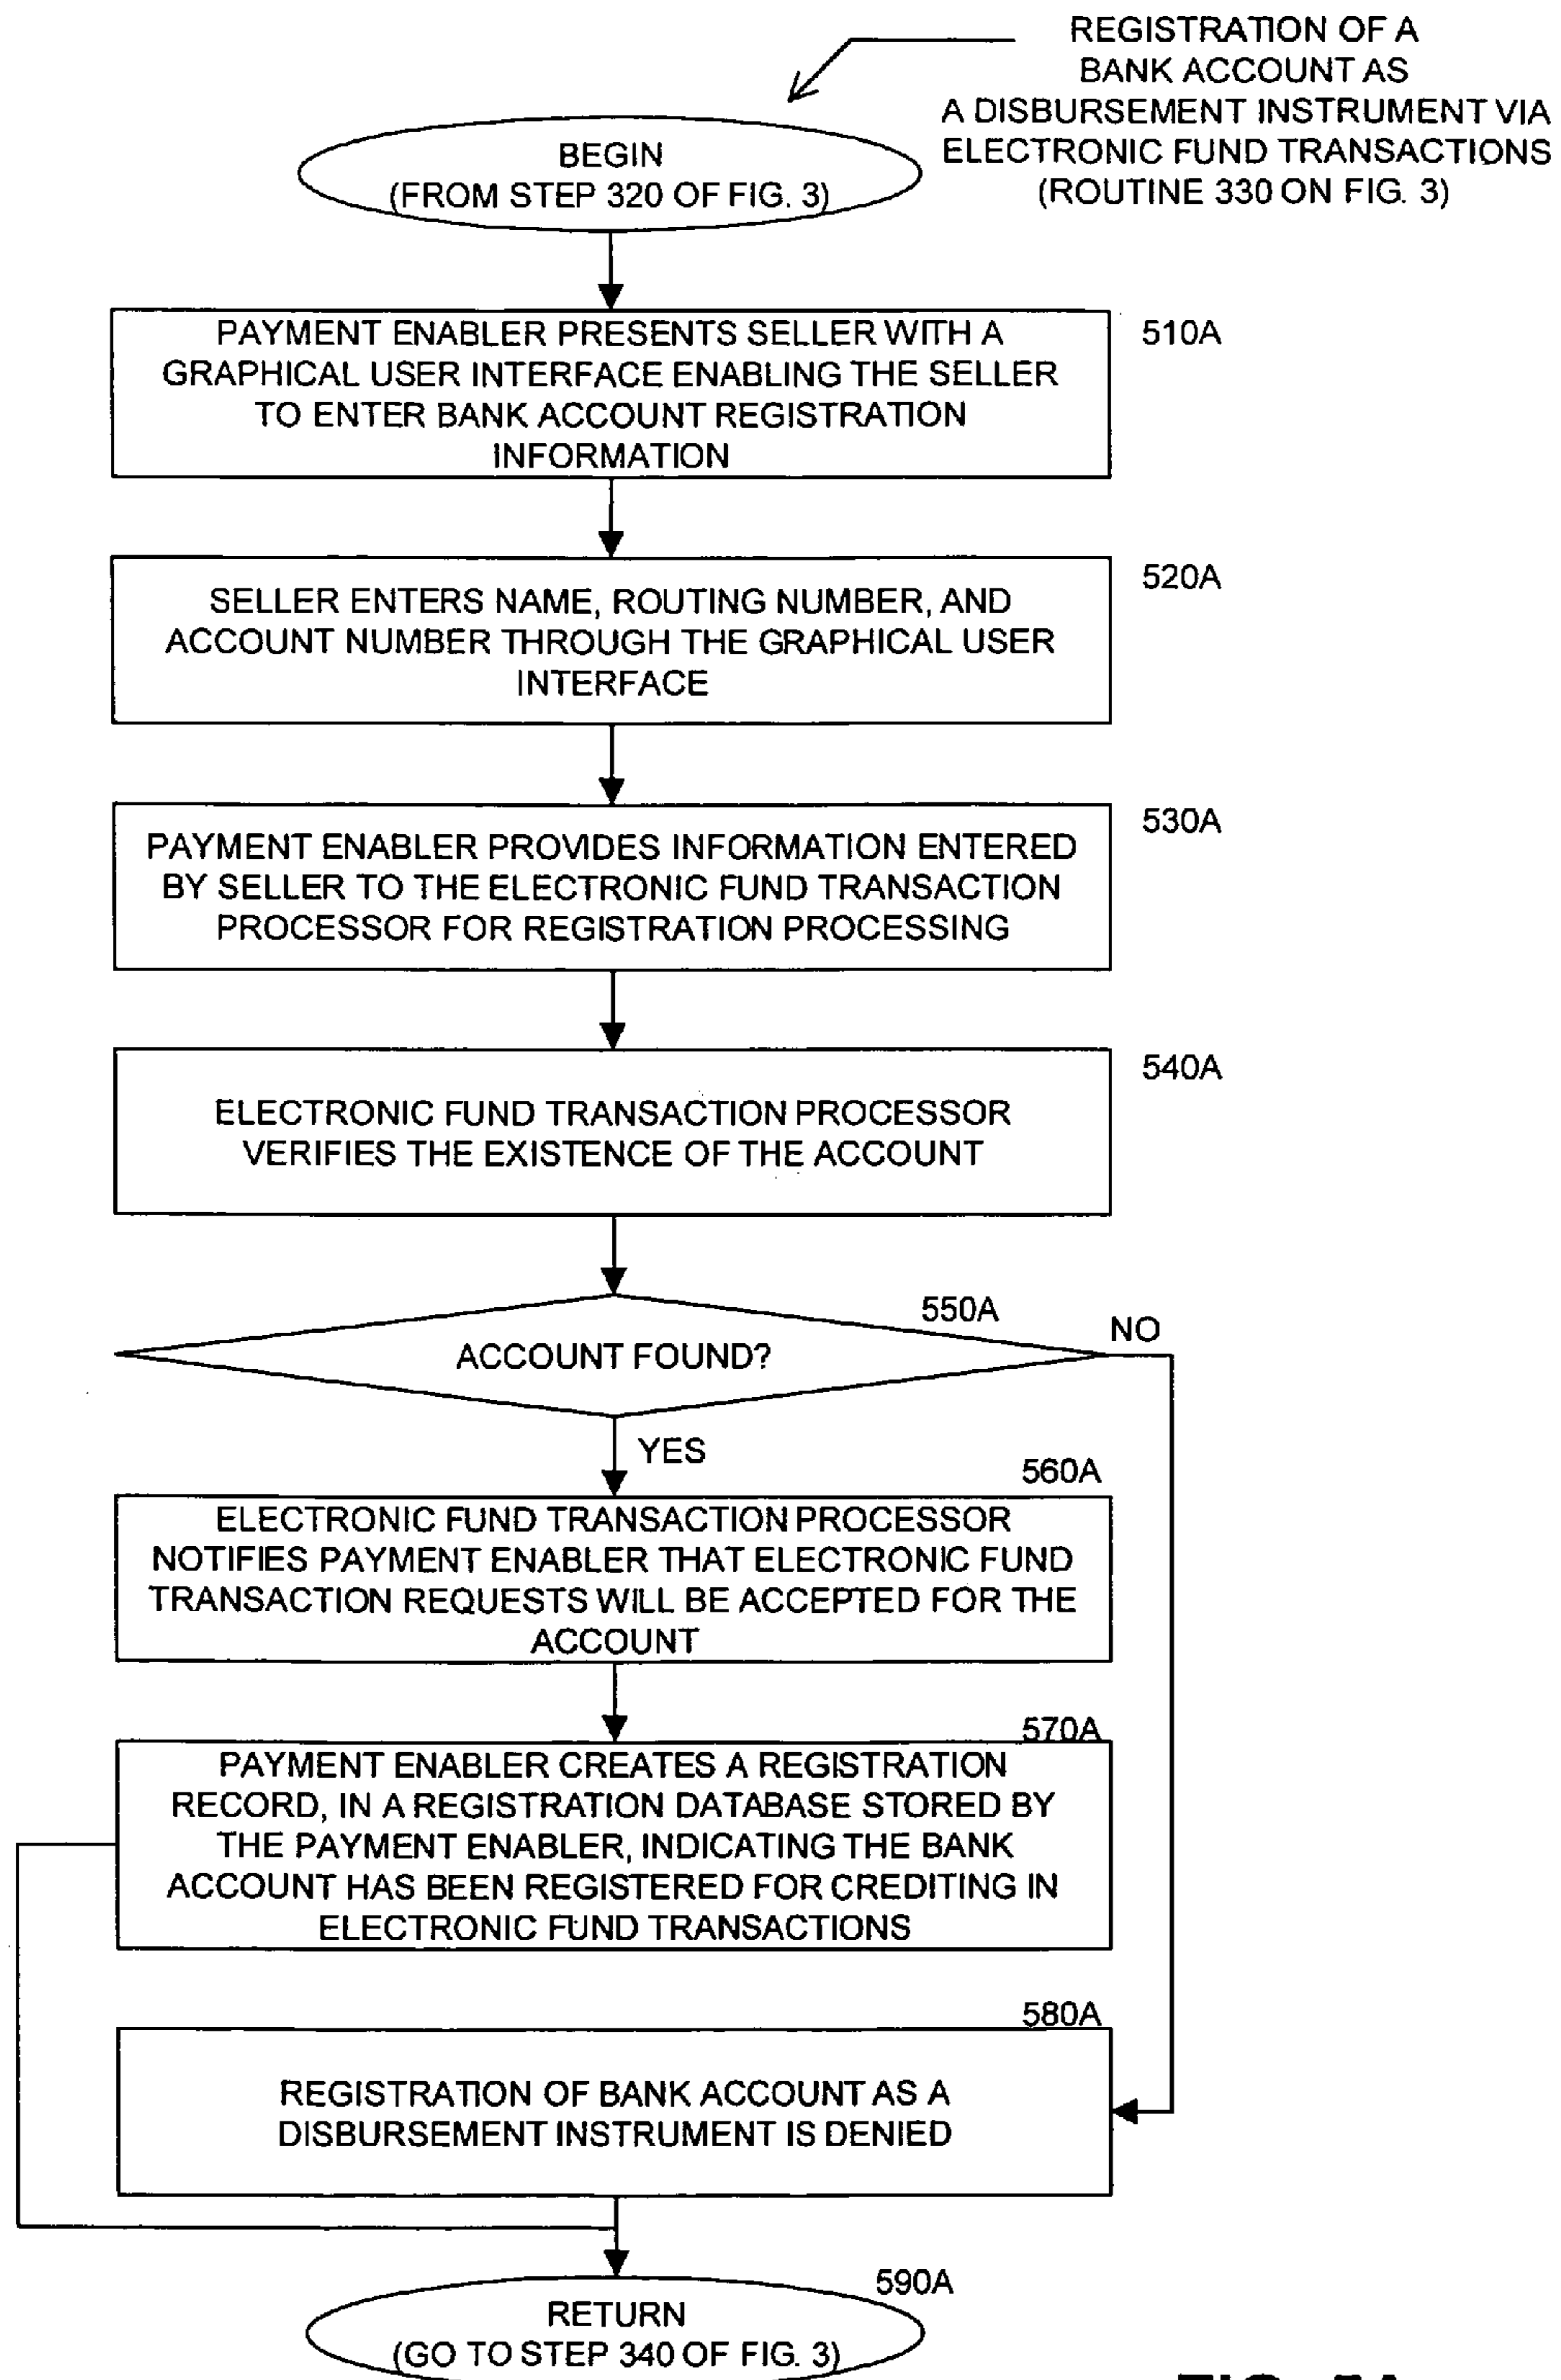 REGISTRATION OF A
BANK ACCOUNT AS
A DISBURSEMENT INSTRUMENT VIA
ELECTRONIC FUND TRANSACTIONS
(ROUTINE 330 ON FIG. 3)
BEGIN
(FROM STEP 320 OF FIG. 3)
510A
PAYMENT ENABLER PRESENTS SELLER WITH A
GRAPHICAL USER INTERFACE ENABLING THE SELLER
TO ENTER BANK ACCOUNT REGISTRATION
INFORMATION
520A
SELLER ENTERS NAME, ROUTING NUMBER, AND
ACCOUNT NUMBER THROUGH THE GRAPHICAL USER
INTERFACE
530A
PAYMENT ENABLER PROVIDES INFORMATION ENTERED
BY SELLER TO THE ELECTRONIC FUND TRANSACTION
PROCESSOR FOR REGISTRATION PROCESSING
540A
ELECTRONIC FUND TRANSACTION PROCESSOR
VERIFIES THE EXISTENCE OF THE ACCOUNT
550A
NO
ACCOUNT FOUND?
YES
560A
ELECTRONIC FUND TRANSACTION PROCESSOR
NOTIFIES PAYMENT ENABLER THAT ELECTRONIC FUND
TRANSACTION REQUESTS WILL BE ACCEPTED FOR THE
ACCOUNT
570A
PAYMENT ENABLER CREATES A REGISTRATION
RECORD, IN A REGISTRATION DATABASE STORED BY
THE PAYMENT ENABLER, INDICATING THE BANK
ACCOUNT HAS BEEN REGISTERED FOR CREDITING IN
ELECTRONIC FUND TRANSACTIONS
580A
REGISTRATION OF BANK ACCOUNT AS A
DISBURSEMENT INSTRUMENT IS DENIED
590A
RETURN
(GO TO STEP 340 OF FIG. 3)
FIG. 5A